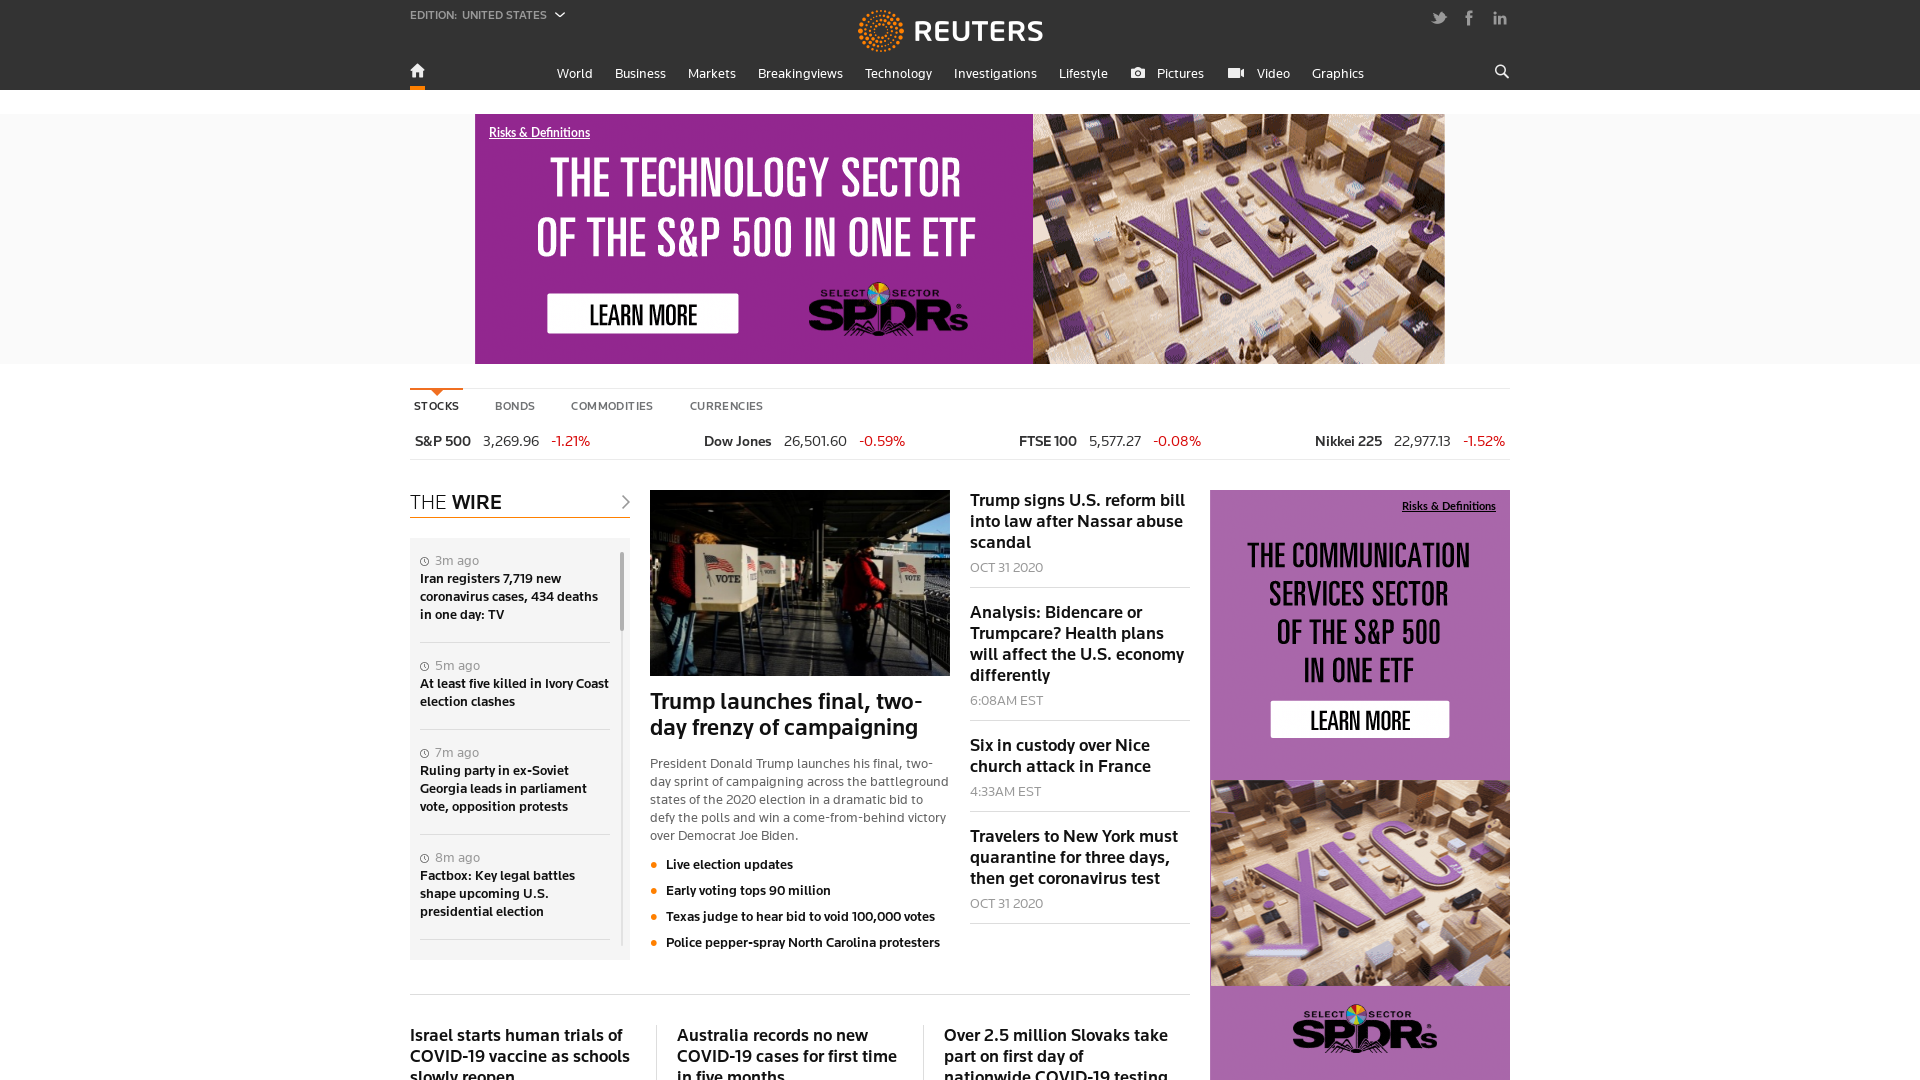 EDITION: UNITED STATES
REUTERS
World Business Markets Breakingviews Technology Investigations Lifestyle Pictures Video Graphics
Risks & Definitions
THE TECHNOLOGY SECTOR
OF THE S&P 500 IN ONE ETF
LEARN MORE
SELECT SECTOR
SPDRs
XLK
AAPL
STOCKS BONDS COMMODITIES CURRENCIES
S&P 500 3,269.96 -1.21% Dow Jones 26,501.60 -0.59% FTSE 100 5,577.27 -0.08% Nikkei 225 22,977.13 -1.52%
THE WIRE
3m ago
Iran registers 7,719 new
coronavirus cases, 434 deaths
in one day: TV
5m ago
At least five killed in Ivory Coast
election clashes
7m ago
Ruling party in ex-Soviet
Georgia leads in parliament
vote, opposition protests
8m ago
Factbox: Key legal battles
shape upcoming U.S.
presidential election
VOTE
VOTE
VOTE
Trump launches final, two-
day frenzy of campaigning
President Donald Trump launches his final, two-
day sprint of campaigning across the battleground
states of the 2020 election in a dramatic bid to
defy the polls and win a come-from-behind victory
over Democrat Joe Biden.
Live election updates
Early voting tops 90 million
Texas judge to hear bid to void 100,000 votes
Police pepper-spray North Carolina protesters
Trump signs U.S. reform bill
into law after Nassar abuse
scandal
OCT 31 2020
Analysis: Bidencare or
Trumpcare? Health plans
will affect the U.S. economy
differently
6:08AM EST
Six in custody over Nice
church attack in France
4:33AM EST
Travelers to New York must
quarantine for three days,
then get coronavirus test
OCT 31 2020
Risks & Definitions
THE COMMUNICATION
SERVICES SECTOR
OF THE S&P 500
IN ONE ETF
LEARN MORE
XLC
SELECT SECTOR
SPDRs
Israel starts human trials of
COVID-19 vaccine as schools
slowly reopen
Australia records no new
COVID-19 cases for first time
in five months
Over 2.5 million Slovaks take
part on first day of
nationwide COVID-19 testing